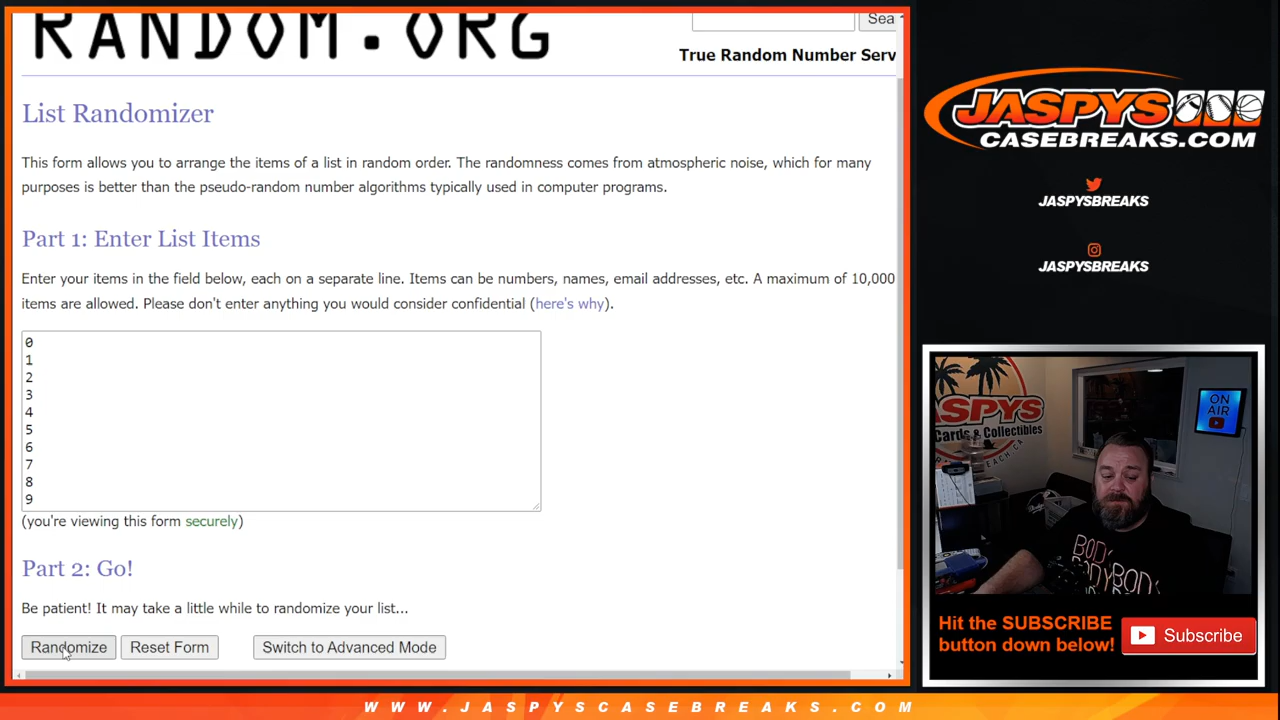 RANDOM.ORG
Sea
True Random Number Serv
List Randomizer
This form allows you to arrange the items of a list in random order. The randomness comes from atmospheric noise, which for many
purposes is better than the pseudo-random number algorithms typically used in computer programs.
Part 1: Enter List Items
Enter your items in the field below, each on a separate line. Items can be numbers, names, email addresses, etc. A maximum of 10,000
items are allowed. Please don't enter anything you would consider confidential (here's why).
0
1
2
3
4
5
6
7
8
9
(you're viewing this form securely)
Part 2: Go!
Be patient! It may take a little while to randomize your list...
Randomize
Reset Form
Switch to Advanced Mode
JASPYS
CASEBREAKS.COM
JASPYSBREAKS
JASPYSBREAKS
ASPYS
Cards & Collectibles
ON
AIR
BODY
Hit the SUBSCRIBE
button down below!
Subscribe
WWW.JASPYSCASEBREAKS.COM